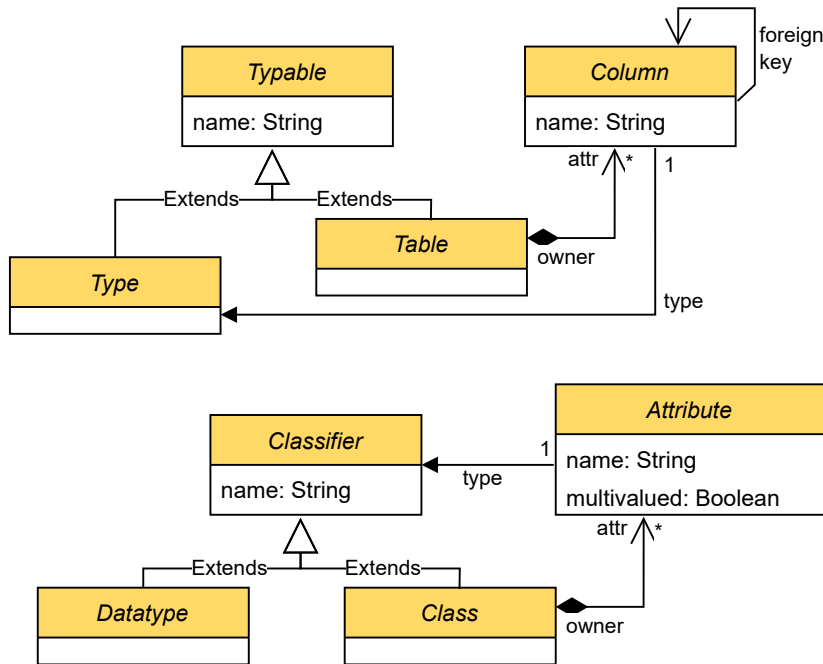 foreign
key
Typable
name: String
Column
name: String
attr
*
1
Extends
Extends
Table
owner
Type
type
Attribute
name: String
multivalued: Boolean
Classifier
name: String
1
type
attr
*
Extends
Extends
Datatype
Class
owner